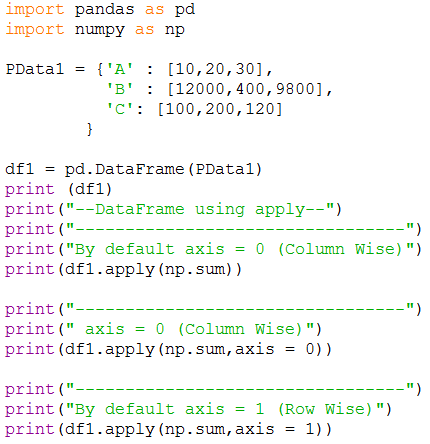 import pandas as pd
import numpy as np
PData1 = {'A' : [10,20,30],
'B' : [12000,400,9800],
'C': [100,200,120]
}
df1 = pd.DataFrame(PData1)
print (df1)
print("--DataFrame using apply--")
print("---------------------------------")
print("By default axis = 0 (Column Wise)")
print(df1.apply(np.sum))
print("---------------------------------")
print(" axis = 0 (Column Wise)")
print(df1.apply(np.sum,axis = 0))
print("---------------------------------")
print("By default axis = 1 (Row Wise)")
print(df1.apply(np.sum,axis = 1))